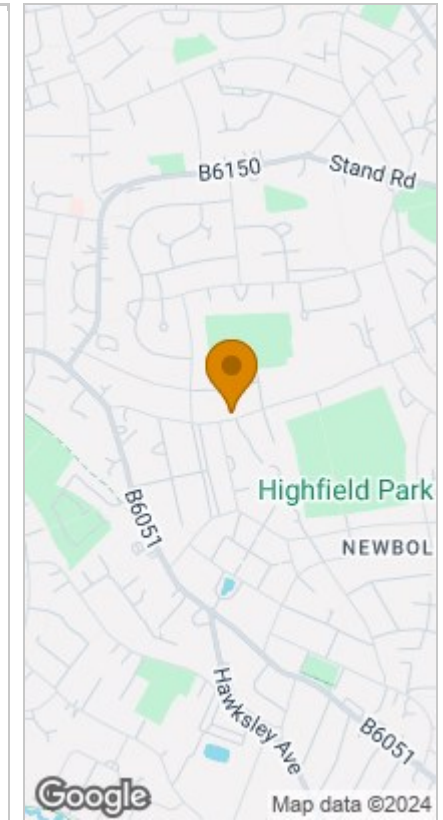 B6150
Stand Rd
Highfield Park
B6051
NEWBOL
Hawksley Ave
B6051
Google
Map data ©2024